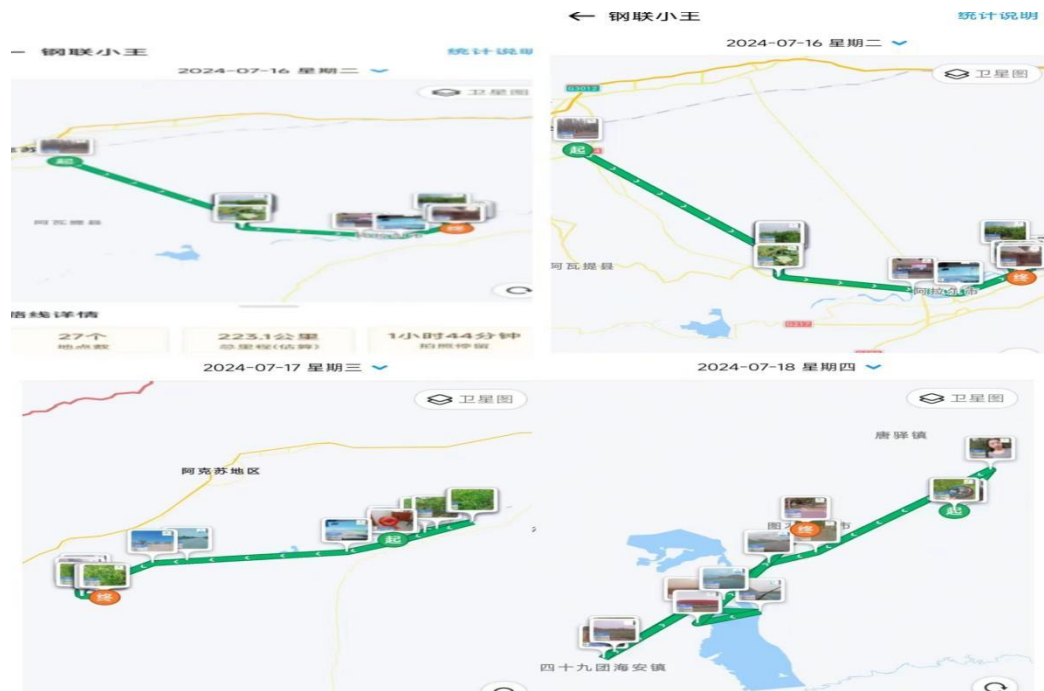 钢联小王
统计说明
2024-07-16 星期二
卫星图
起
阿瓦提县
终
路线详情
27个
223.1公里
1小时44分钟
地点数
总里程(估算)
拍照停留
钢联小王
统计说明
2024-07-16 星期二
卫星图
G3012
起
阿瓦提县
阿拉尔市
终
G217
2024-07-17 星期三
卫星图
阿克苏地区
起
终
2024-07-18 星期四
卫星图
唐驿镇
起
终
市
四十九团海安镇